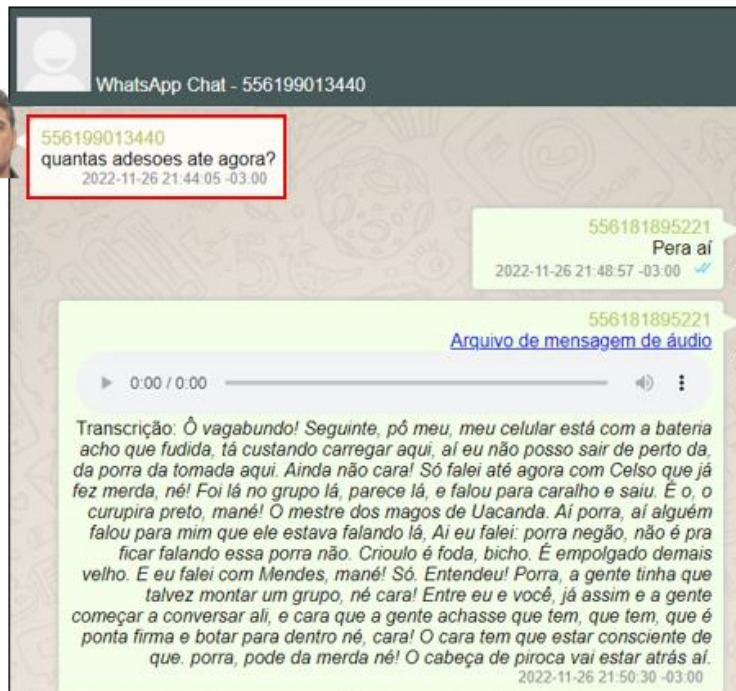 WhatsApp Chat - 556199013440
556199013440
quantas adesoes ate agora?
2022-11-26 21:44:05 -03:00
556181895221
Pera aí
2022-11-26 21:48:57 -03:00
556181895221
Arquivo de mensagem de áudio
0:00 / 0:00
Transcrição: Ô vagabundo! Seguinte, pô meu, meu celular está com a bateria
acho que fudida, tá custando carregar aqui, aí eu não posso sair de perto da,
da porra da tomada aqui. Ainda não cara! Só falei até agora com Celso que já
fez merda, né! Foi lá no grupo lá, parece lá, e falou para caralho e saiu. É o, o
curupira preto, mané! O mestre dos magos de Uacanda. Aí porra, aí alguém
falou para mim que ele estava falando lá, Ai eu falei: porra negão, não é pra
ficar falando essa porra não. Crioulo é foda, bicho. É empolgado demais
velho. E eu falei com Mendes, mané! Só. Entendeu! Porra, a gente tinha que
talvez montar um grupo, né cara! Entre eu e você, já assim e a gente
começar a conversar ali, e cara que a gente achasse que tem, que tem, que é
ponta firma e botar para dentro né, cara! O cara tem que estar consciente de
que. porra, pode da merda né! O cabeça de piroca vai estar atrás aí.
2022-11-26 21:50:30 -03:00